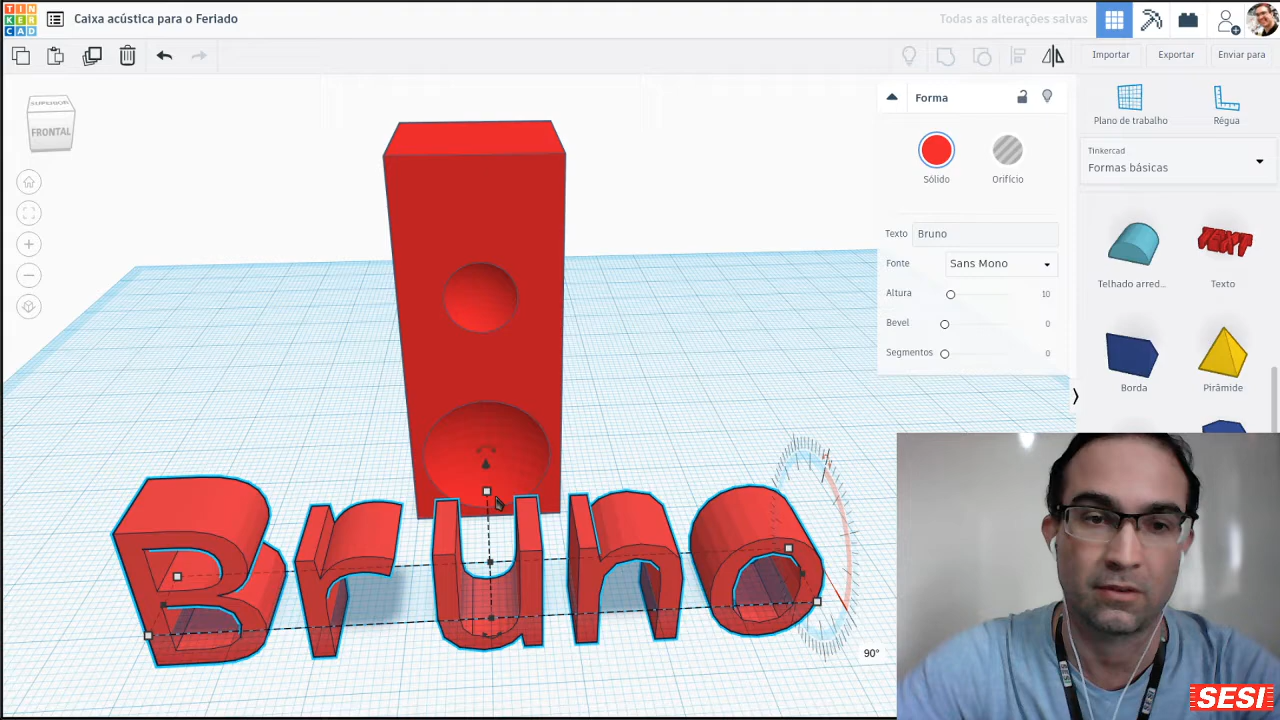 TIN
KER
CAD
Caixa acústica para o Feriado
Todas as alterações salvas
Importar
Exportar
Enviar para
SUPERIOR
FRONTAL
Forma
Sólido
Orifício
Texto
Bruno
Fonte
Sans Mono
Altura
10
Bevel
0
Segmentos
0
Plano de trabalho
Régua
Tinkercad
Formas básicas
TEXT
Telhado arred...
Texto
Borda
Pirâmide
Bruno
90°
SESI